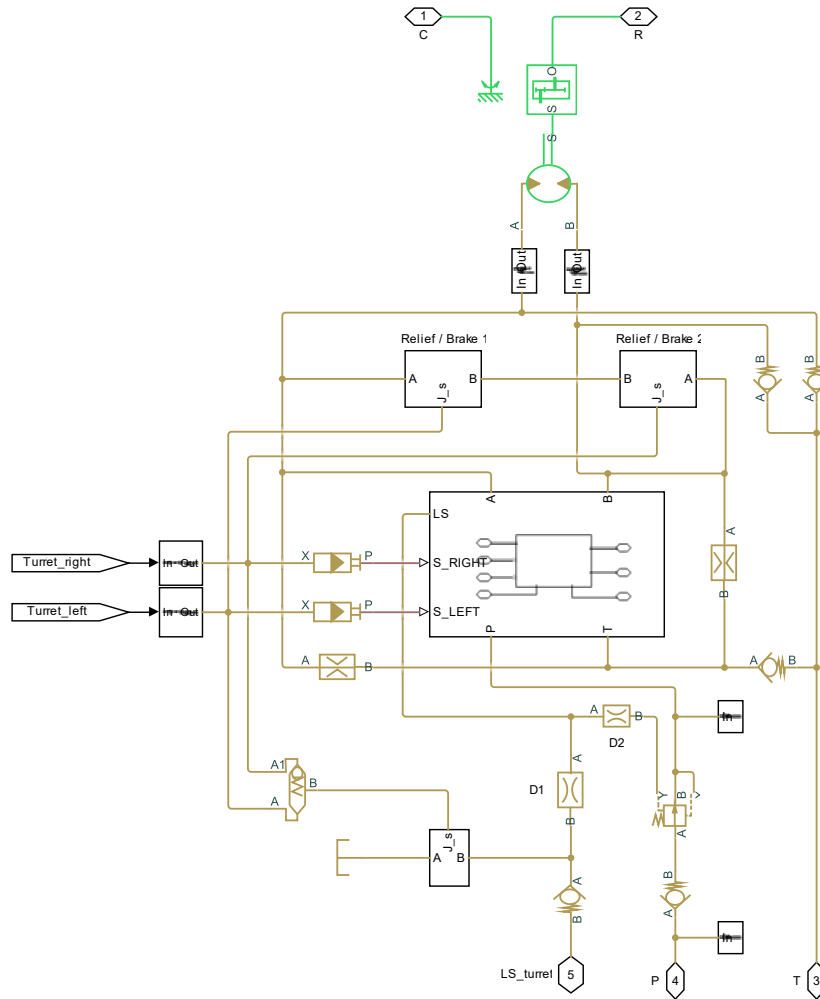 1
2
C
R
O
S
S
A
B
In Out
In Out
Relief / Brake 1
Relief / Brake 2
A
B
J_s
B
A
J_s
B
A
B
A
A
B
LS
S_RIGHT
S_LEFT
P
T
Turret_right
In Out
X
P
Turret_left
In Out
X
P
A
B
A
B
A
B
A
B
D2
In
A1
A
B
D1
A
B
Y
B
A
J_s
A
B
A
B
B
A
In
LS_turret
5
P
4
T
3